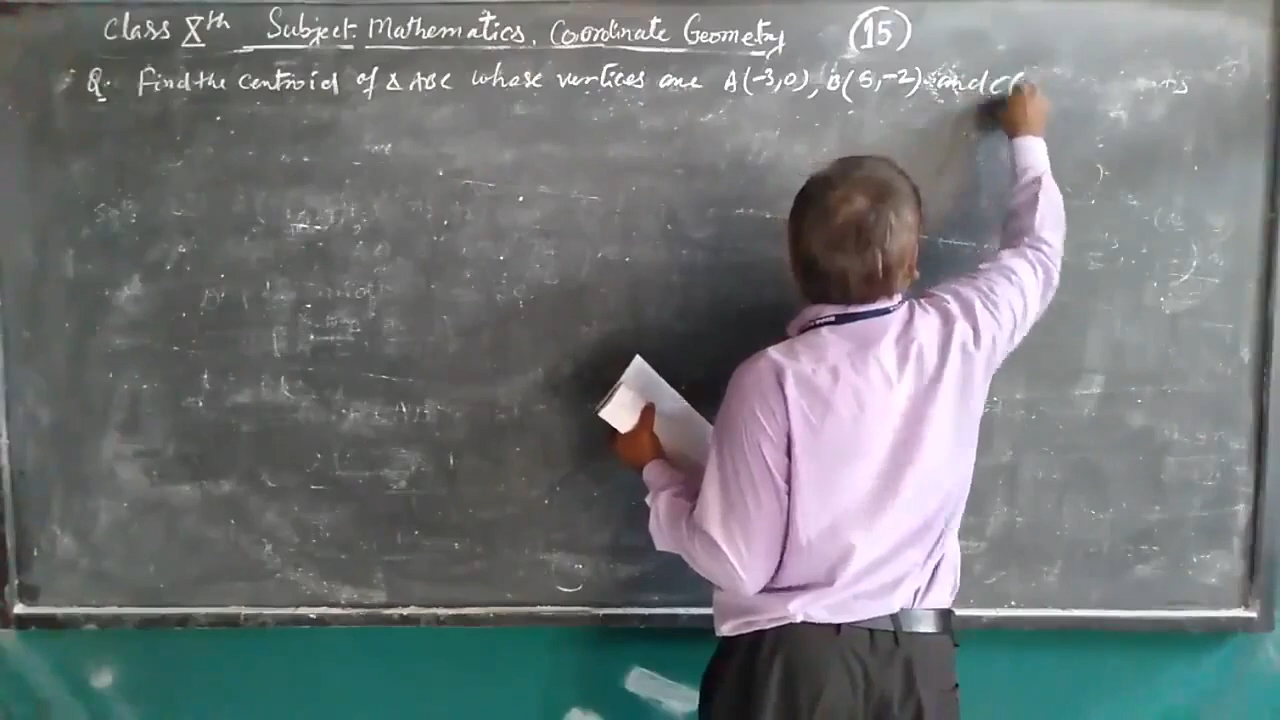 Class Xth Subject: Mathematics, Coordinate Geometry (15)
Q. Find the centroid of Δ ABC whose vertices are A(-3,0), B(5,-2) and C(